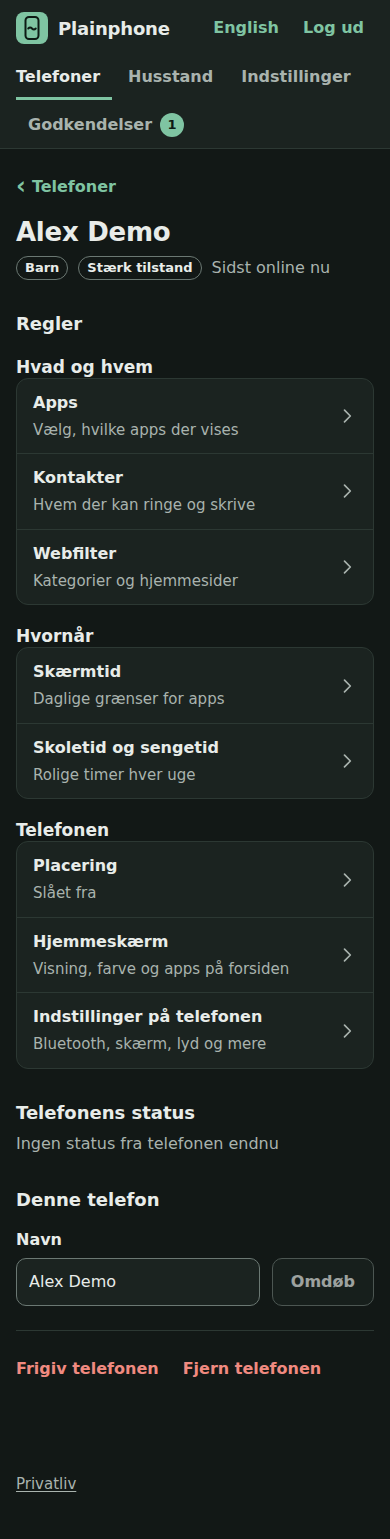 Plainphone
English
Log ud
Telefoner
Husstand
Indstillinger
Godkendelser 1
‹ Telefoner
Alex Demo
Barn
Stærk tilstand
Sidst online nu
Regler
Hvad og hvem
Apps
Vælg, hvilke apps der vises
Kontakter
Hvem der kan ringe og skrive
Webfilter
Kategorier og hjemmesider
Hvornår
Skærmtid
Daglige grænser for apps
Skoletid og sengetid
Rolige timer hver uge
Telefonen
Placering
Slået fra
Hjemmeskærm
Visning, farve og apps på forsiden
Indstillinger på telefonen
Bluetooth, skærm, lyd og mere
Telefonens status
Ingen status fra telefonen endnu
Denne telefon
Navn
Alex Demo
Omdøb
Frigiv telefonen
Fjern telefonen
Privatliv